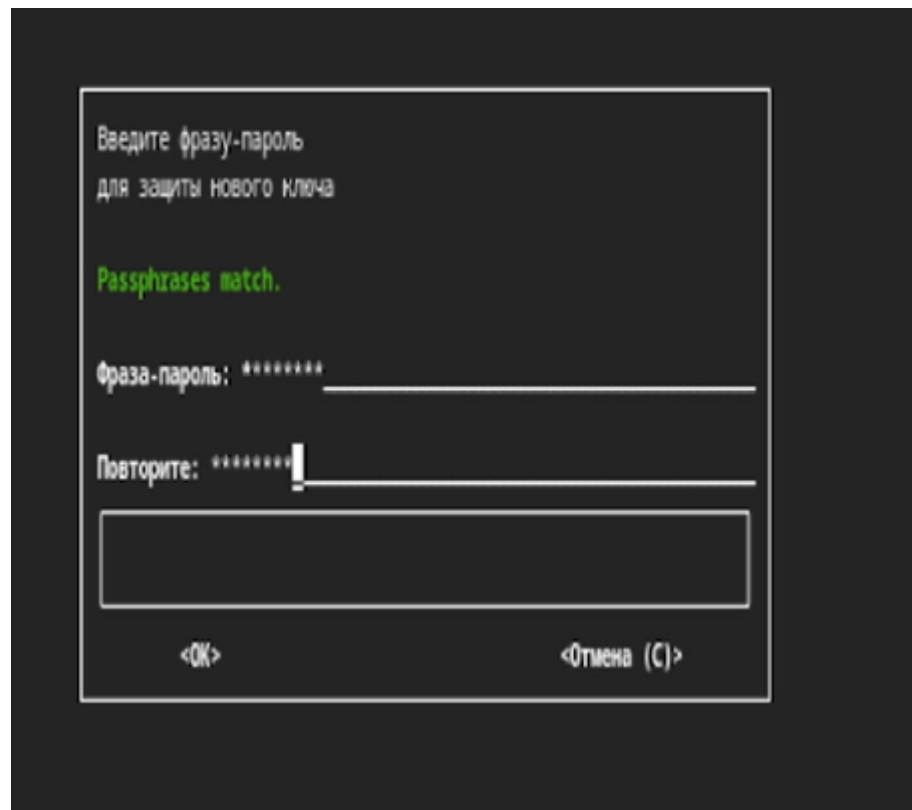 Введите фразу-пароль
для защиты нового ключа
Passphrases match.
Фраза-пароль: ********
Повторите: ********
<OK> <Отмена (C)>